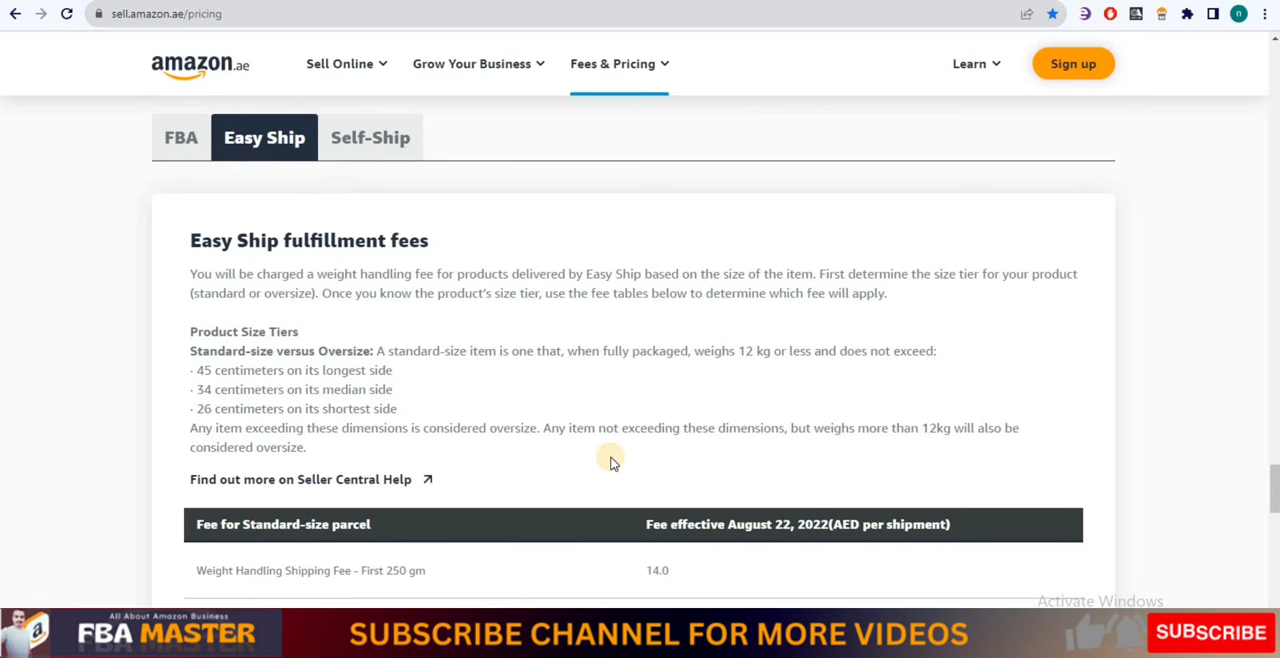 sell.amazon.ae/pricing
n
amazon.ae
Sell Online
Grow Your Business
Fees & Pricing
Learn
Sign up
FBA
Easy Ship
Self-Ship
Easy Ship fulfillment fees
You will be charged a weight handling fee for products delivered by Easy Ship based on the size of the item. First determine the size tier for your product
(standard or oversize). Once you know the product's size tier, use the fee tables below to determine which fee will apply.
Product Size Tiers
Standard-size versus Oversize: A standard-size item is one that, when fully packaged, weighs 12 kg or less and does not exceed:
· 45 centimeters on its longest side
· 34 centimeters on its median side
· 26 centimeters on its shortest side
Any item exceeding these dimensions is considered oversize. Any item not exceeding these dimensions, but weighs more than 12kg will also be
considered oversize.
Find out more on Seller Central Help
Fee for Standard-size parcel
Fee effective August 22, 2022(AED per shipment)
Weight Handling Shipping Fee - First 250 gm
14.0
Activate Windows
All About Amazon Business
FBA MASTER
SUBSCRIBE CHANNEL FOR MORE VIDEOS
SUBSCRIBE